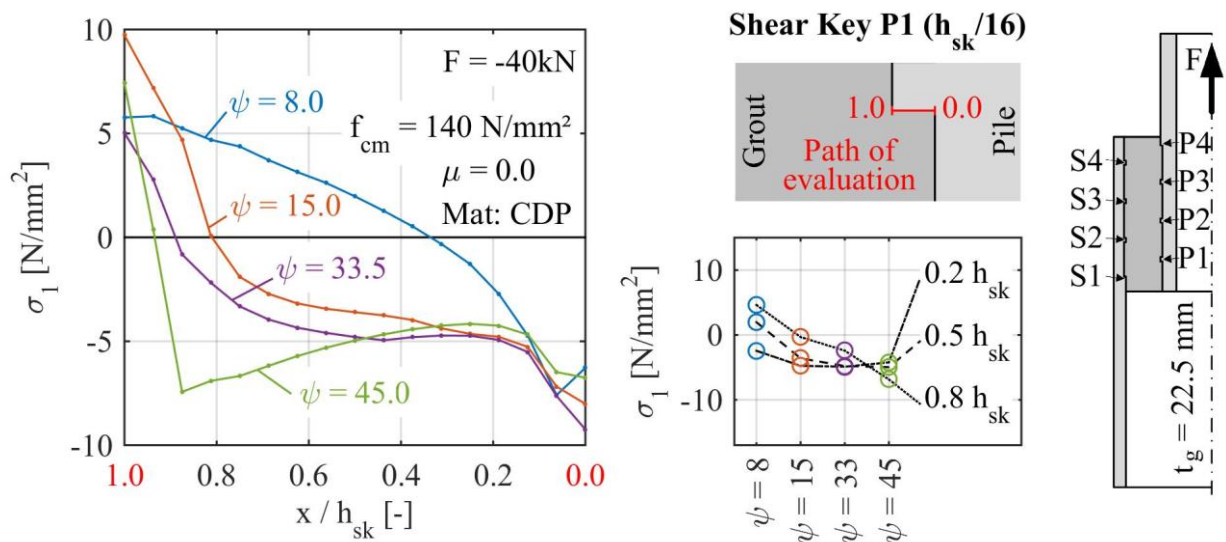 10
5
0
-5
-10
σ₁ [N/mm²]
1.0
0.8
0.6
0.4
0.2
0.0
x / hₛₖ [-]
F = -40kN
ψ = 8.0
f_cm = 140 N/mm²
μ = 0.0
Mat: CDP
ψ = 15.0
ψ = 33.5
ψ = 45.0
Shear Key P1 (hₛₖ/16)
Grout
1.0
0.0
Path of
evaluation
Pile
10
0
-10
σ₁ [N/mm²]
0.2 hₛₖ
0.5 hₛₖ
0.8 hₛₖ
ψ = 8
ψ = 15
ψ = 33
ψ = 45
F
S4
S3
S2
S1
P4
P3
P2
P1
t_g = 22.5 mm